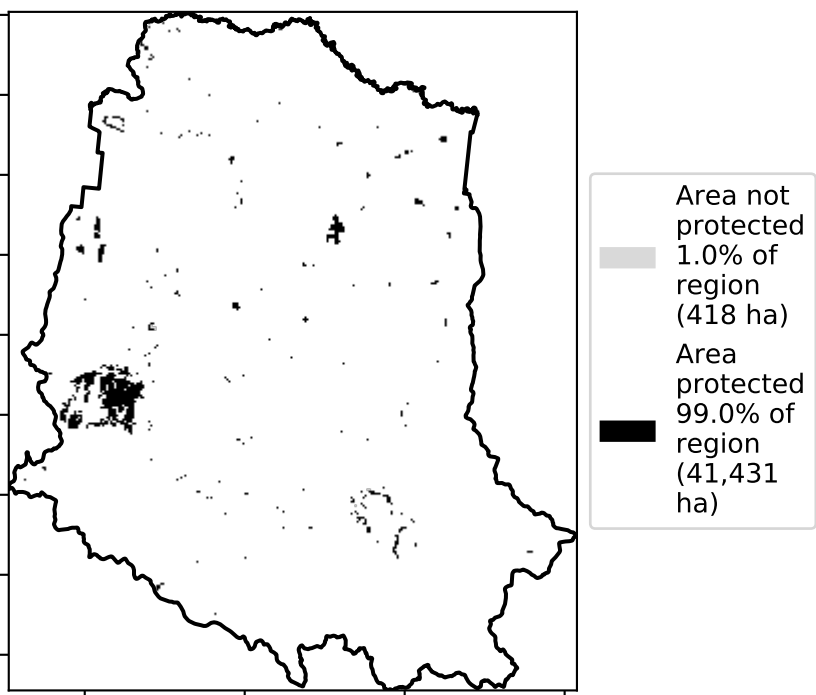 Area not
protected
1.0% of
region
(418 ha)
Area
protected
99.0% of
region
(41,431
ha)